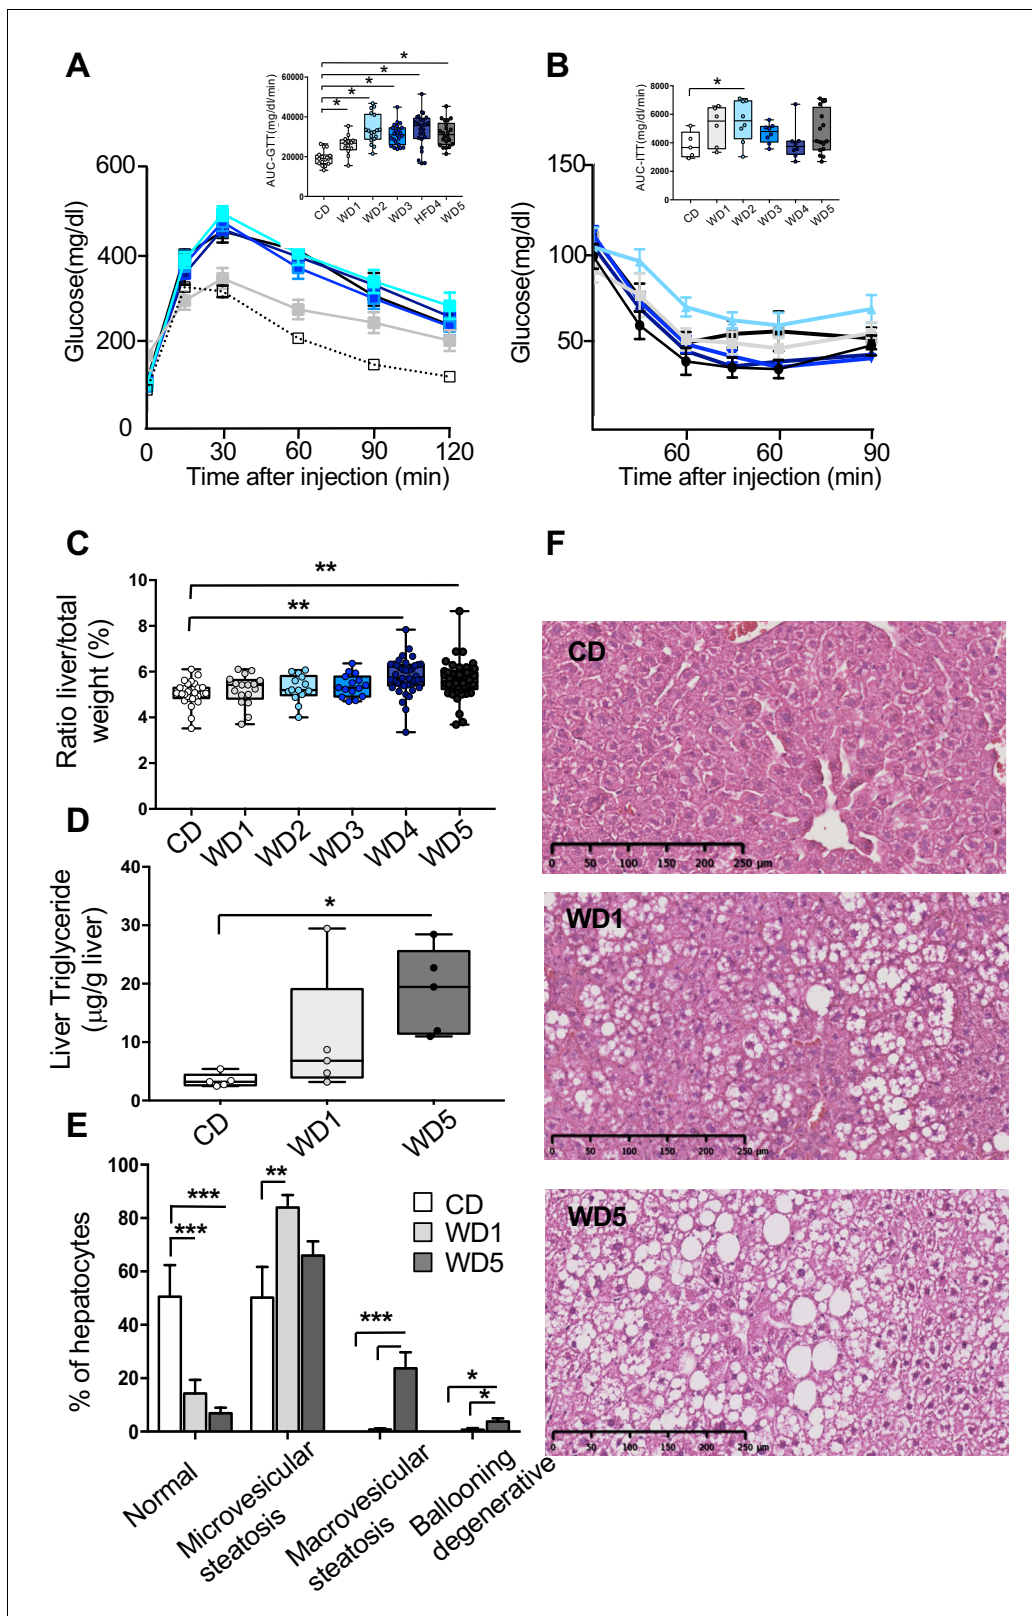 A
*
*
*
*
*
AUC-GTT(mg/dl/min)
60000
40000
20000
0
CD
WD1
WD2
WD3
HFD4
WD5
Glucose(mg/dl)
600
400
200
0
0
30
60
90
120
Time after injection (min)
B
*
AUC-ITT(mg/dl/min)
8000
6000
4000
2000
0
CD
WD1
WD2
WD3
WD4
WD5
Glucose(mg/dl)
150
100
50
60
60
90
Time after injection (min)
C
**
**
Ratio liver/total
weight (%)
10
8
6
4
2
0
CD
WD1
WD2
WD3
WD4
WD5
D
*
Liver Triglyceride
(µg/g liver)
40
30
20
10
0
CD
WD1
WD5
E
% of hepatocytes
100
80
60
40
20
0
***
***
**
***
*
*
CD
WD1
WD5
Normal
Microvesicular
steatosis
Macrovesicular
steatosis
Ballooning
degenerative
F
CD
0 50 100 150 200 250 µm
WD1
0 50 100 150 200 250 µm
WD5
0 50 100 150 200 250 µm